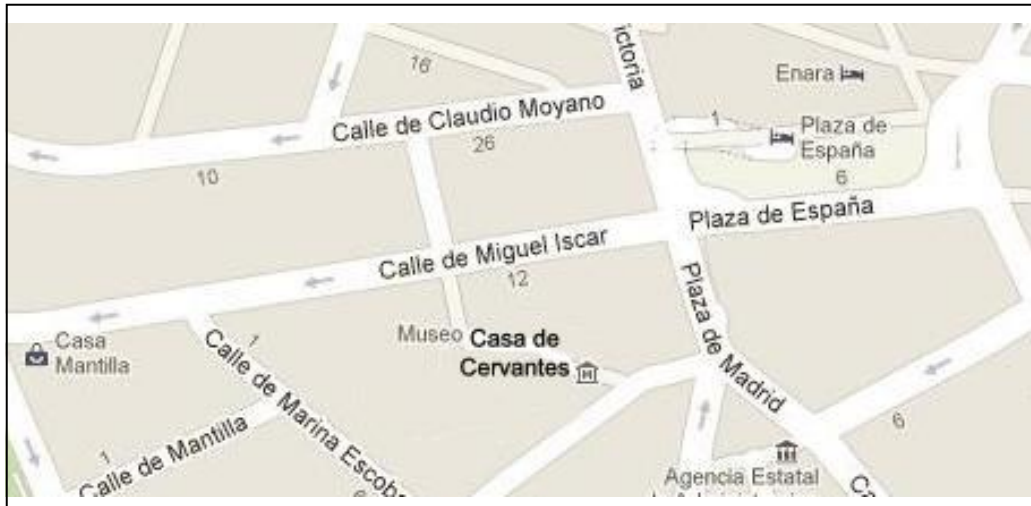 ictoria
Enara
16
Calle de Claudio Moyano
1
Plaza de
España
26
10
6
Plaza de España
Calle de Miguel Iscar
12
Plaza de Madrid
Casa
Mantilla
1
Museo
Casa de
Cervantes
Calle de Marina Escoba
6
1
Calle de Mantilla
Agencia Estatal
Ca